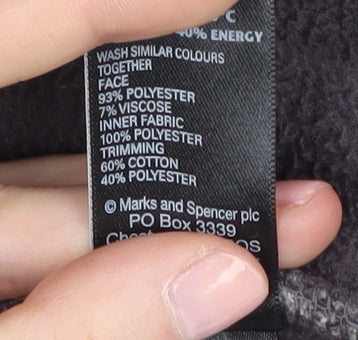 C
40% ENERGY
WASH SIMILAR COLOURS
TOGETHER
FACE
93% POLYESTER
7% VISCOSE
INNER FABRIC
100% POLYESTER
TRIMMING
60% COTTON
40% POLYESTER
© Marks and Spencer plc
PO Box 3339